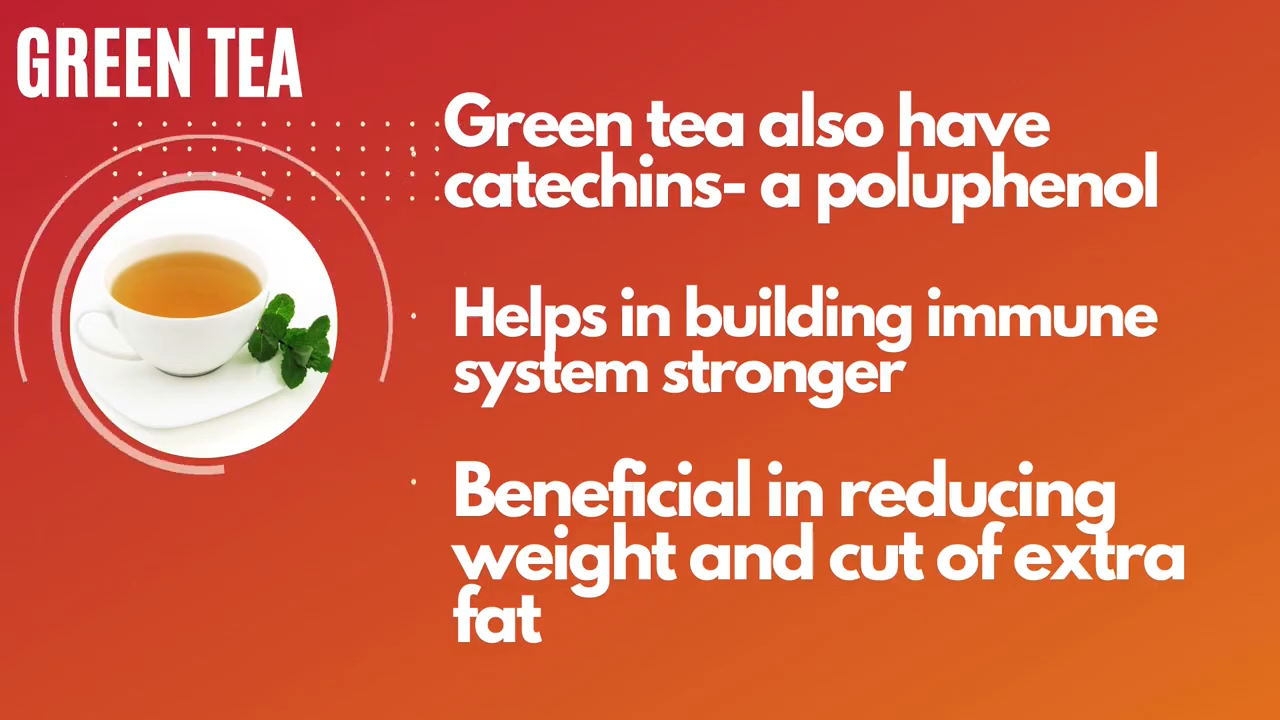 GREEN TEA
Green tea also have
catechins- a poluphenol
Helps in building immune
system stronger
Beneficial in reducing
weight and cut of extra
fat